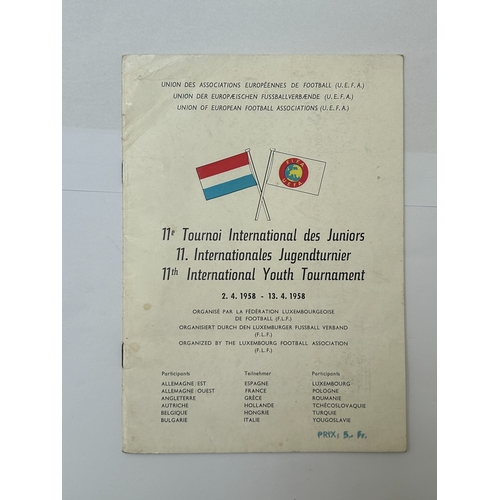 UNION DES ASSOCIATIONS EUROPÉENNES DE FOOTBALL (U.E.F.A.)
UNION DER EUROPÆISCHEN FUSSBALLVERBÆNDE (U.E.F.A.)
UNION OF EUROPEAN FOOTBALL ASSOCIATIONS (U.E.F.A.)
FIFA
UEFA
11e Tournoi International des Juniors
11. Internationales Jugendturnier
11th International Youth Tournament
2. 4. 1958 - 13. 4. 1958
ORGANISÉ PAR LA FÉDÉRATION LUXEMBOURGEOISE
DE FOOTBALL (F.L.F.)
ORGANISIERT DURCH DEN LUXEMBURGER FUSSBALL VERBAND
(F.L.F.)
ORGANIZED BY THE LUXEMBOURG FOOTBALL ASSOCIATION
(F.L.F.)
Participants Teilnehmer Participants
ALLEMAGNE: EST ESPAGNE LUXEMBOURG
ALLEMAGNE: OUEST FRANCE POLOGNE
ANGLETERRE GRÈCE ROUMANIE
AUTRICHE HOLLANDE TCHÉCOSLOVAQUIE
BELGIQUE HONGRIE TURQUIE
BULGARIE ITALIE YOUGOSLAVIE
PRIX: 5.- Fr.